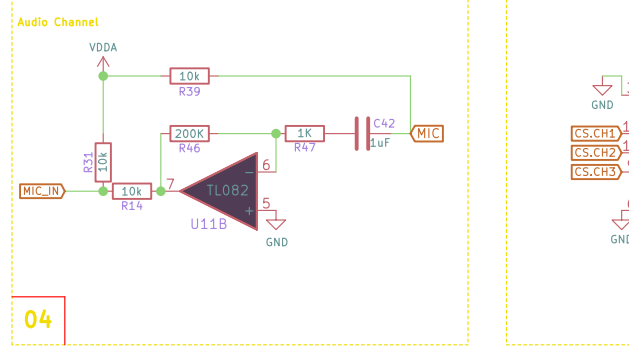 Audio Channel
VDDA
10k
R39
200K
R46
1K
R47
C42
1uF
MIC
R31
10k
MIC_IN
10k
R14
7
TL082
6
5
U11B
GND
04
GND
CS.CH1
CS.CH2
CS.CH3